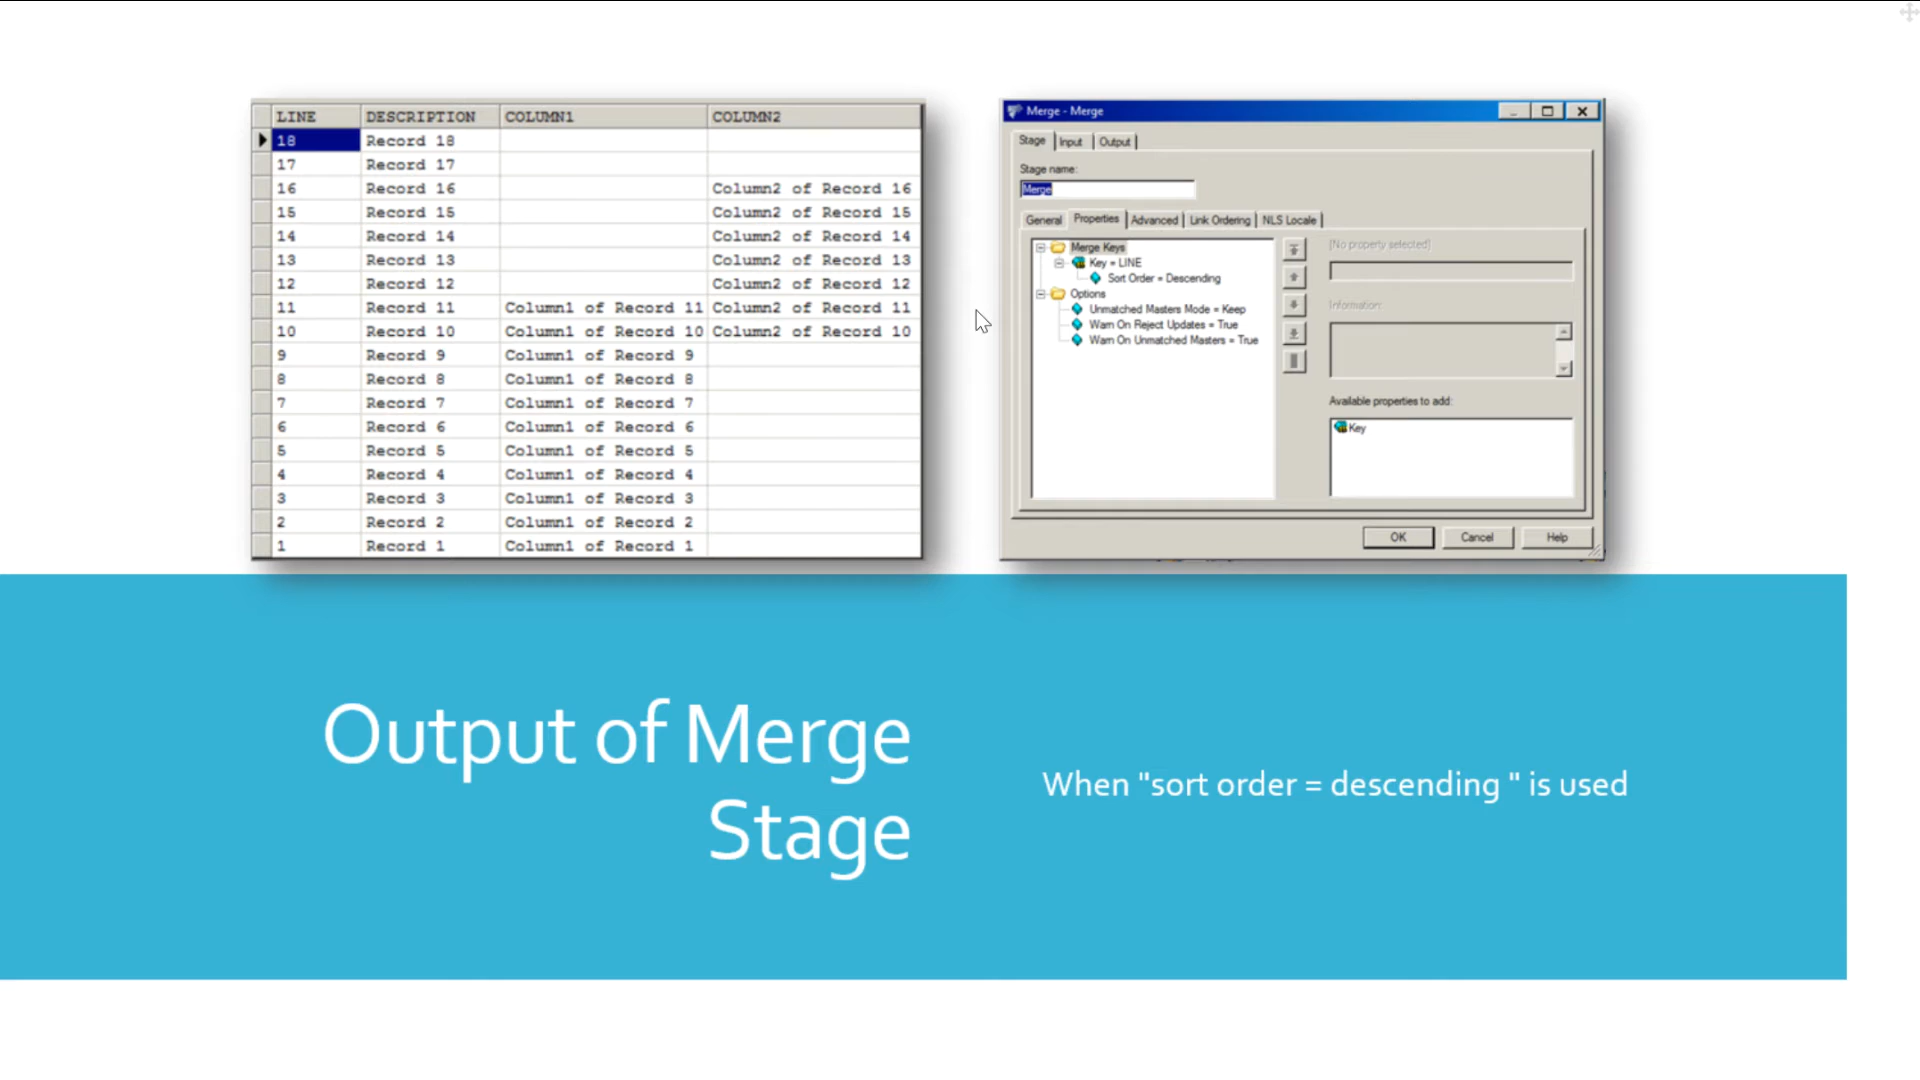 LINE DESCRIPTION COLUMN1 COLUMN2
18 Record 18
17 Record 17
16 Record 16 Column2 of Record 16
15 Record 15 Column2 of Record 15
14 Record 14 Column2 of Record 14
13 Record 13 Column2 of Record 13
12 Record 12 Column2 of Record 12
11 Record 11 Column1 of Record 11 Column2 of Record 11
10 Record 10 Column1 of Record 10 Column2 of Record 10
9 Record 9 Column1 of Record 9
8 Record 8 Column1 of Record 8
7 Record 7 Column1 of Record 7
6 Record 6 Column1 of Record 6
5 Record 5 Column1 of Record 5
4 Record 4 Column1 of Record 4
3 Record 3 Column1 of Record 3
2 Record 2 Column1 of Record 2
1 Record 1 Column1 of Record 1
Merge - Merge
Stage Input Output
Stage name:
Merge
General Properties Advanced Link Ordering NLS Locale
Merge Keys
Key = LINE
Sort Order = Descending
Options
Unmatched Masters Mode = Keep
Warn On Reject Updates = True
Warn On Unmatched Masters = True
[No property selected]
Information:
Available properties to add:
Key
OK Cancel Help
Output of Merge
Stage
When "sort order = descending " is used